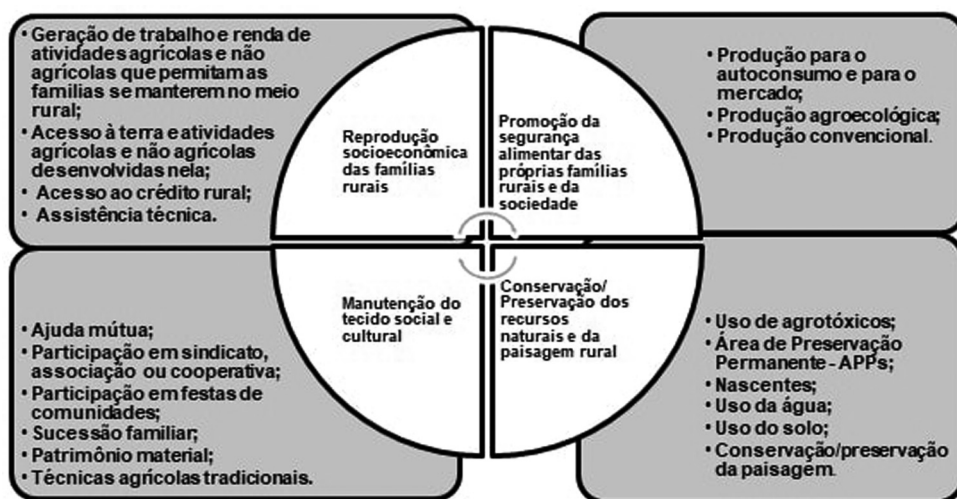 • Geração de trabalho e renda de
atividades agrícolas e não
agrícolas que permitam as
famílias se manterem no meio
rural;
• Acesso à terra e atividades
agrícolas e não agrícolas
desenvolvidas nela;
• Acesso ao crédito rural;
• Assistência técnica.
Reprodução
socioeconômica
das famílias
rurais
Promoção da
segurança
alimentar das
próprias famílias
rurais e da
sociedade
• Produção para o
autoconsumo e para o
mercado;
• Produção agroecológica;
• Produção convencional.
• Ajuda mútua;
• Participação em sindicato,
associação ou cooperativa;
• Participação em festas de
comunidades;
• Sucessão familiar;
• Patrimônio material;
• Técnicas agrícolas tradicionais.
Manutenção do
tecido social e
cultural
Conservação/
Preservação dos
recursos
naturais e da
paisagem rural
• Uso de agrotóxicos;
• Área de Preservação
Permanente - APPs;
• Nascentes;
• Uso da água;
• Uso do solo;
• Conservação/preservação
da paisagem.